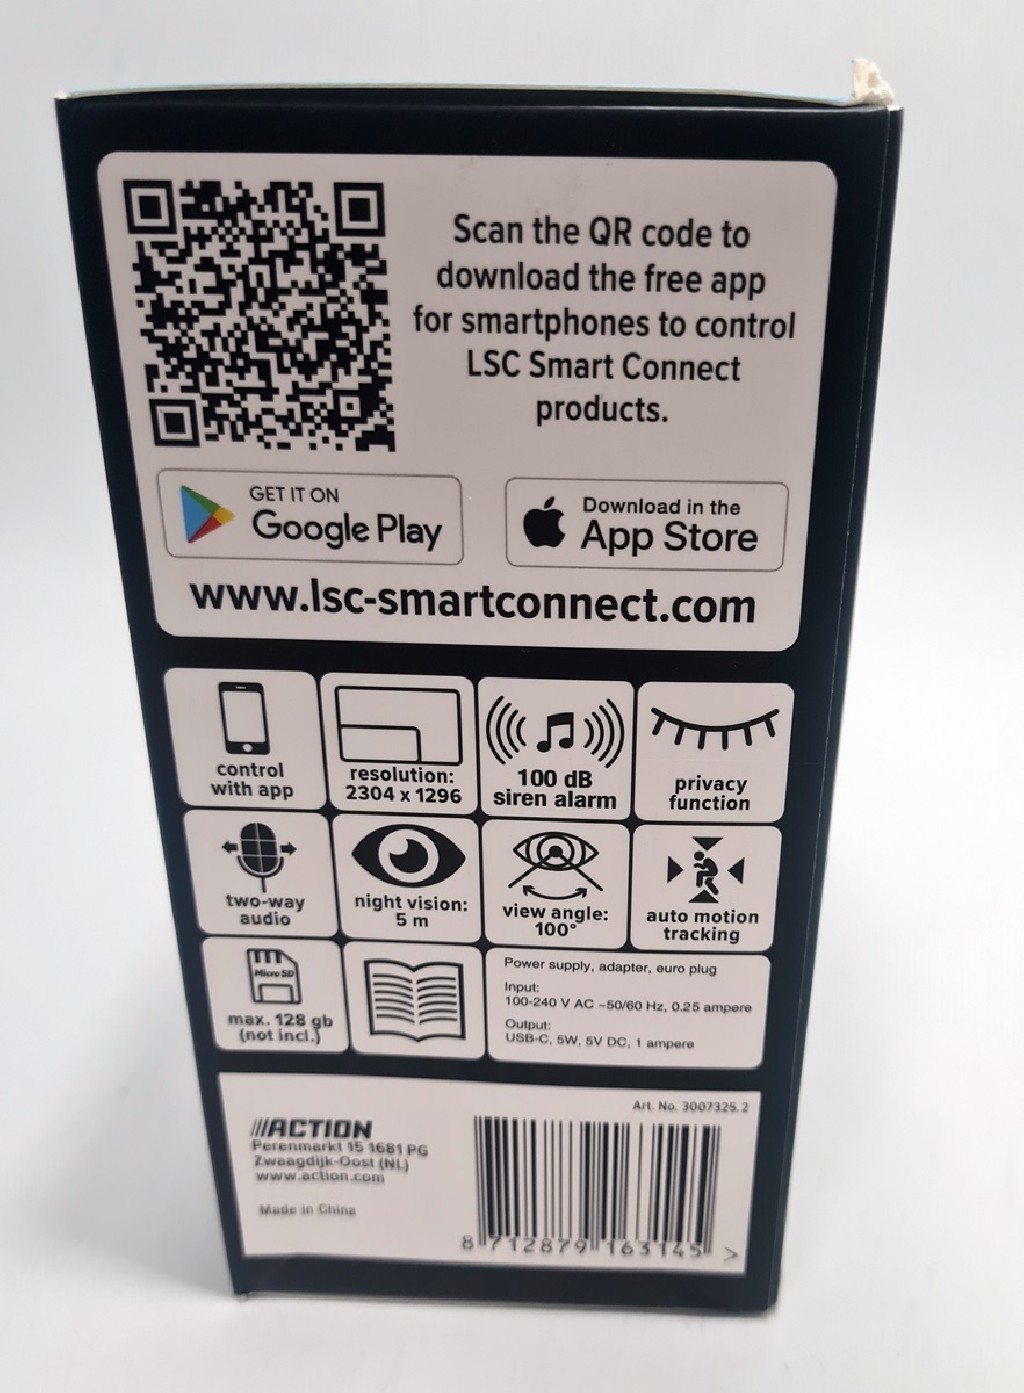 Scan the QR code to
download the free app
for smartphones to control
LSC Smart Connect
products.
GET IT ON
Google Play
Download in the
App Store
www.lsc-smartconnect.com
control
with app
resolution:
2304 x 1296
100 dB
siren alarm
privacy
function
two-way
audio
night vision:
5 m
view angle:
100°
auto motion
tracking
Micro SD
max. 128 gb
(not incl.)
Power supply, adapter, euro plug
Input:
100-240 V AC ~50/60 Hz, 0.25 ampere
Output:
USB-C, 5W, 5V DC, 1 ampere
Art. No. 3007325.2
///ACTION
Perenmarkt 15 1681 PG
Zwaagdijk-Oost (NL)
www.action.com
Made in China
8 712879 163145 >